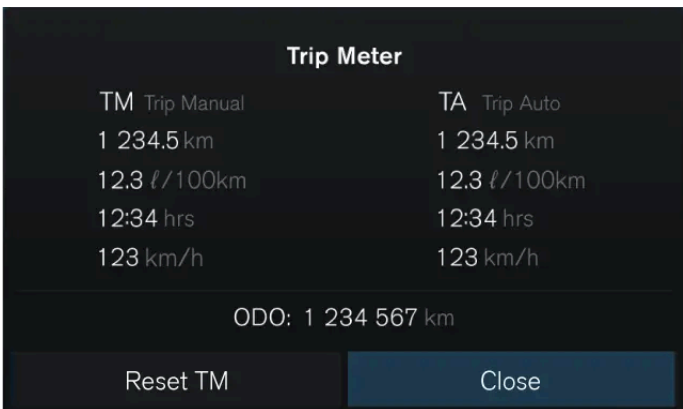 Trip Meter
TM Trip Manual TA Trip Auto
1 234.5 km 1 234.5 km
12.3 ℓ/100km 12.3 ℓ/100km
12:34 hrs 12:34 hrs
123 km/h 123 km/h
ODO: 1 234 567 km
Reset TM Close